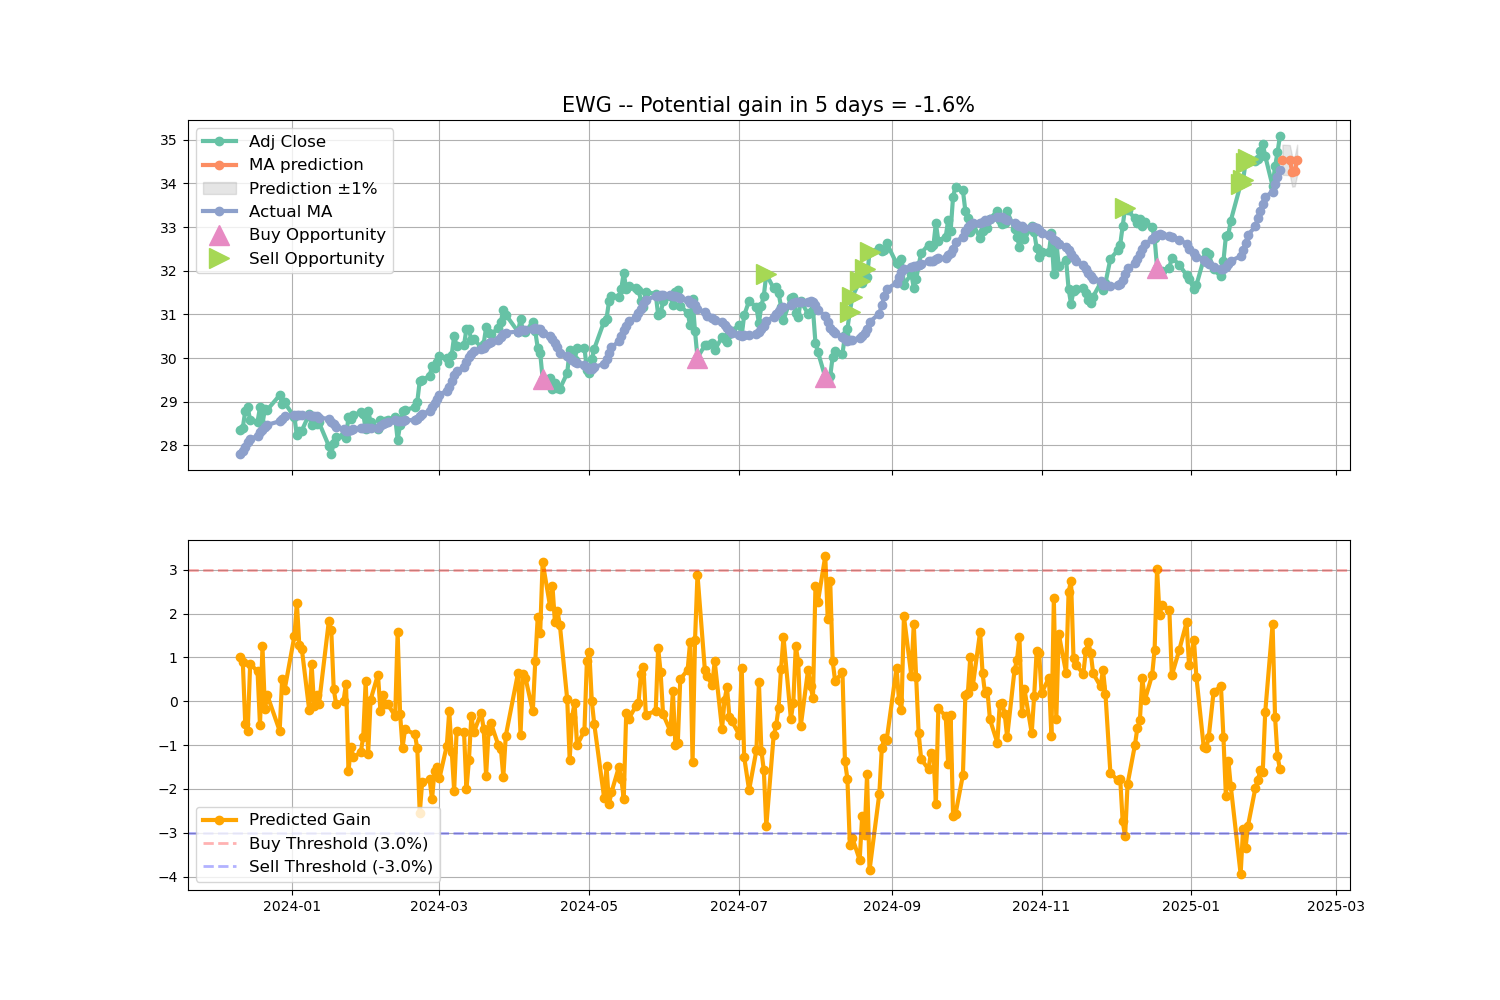 EWG -- Potential gain in 5 days = -1.6%
35
34
33
32
31
30
29
28
Adj Close
MA prediction
Prediction ±1%
Actual MA
Buy Opportunity
Sell Opportunity
3
2
1
0
−1
−2
−3
−4
Predicted Gain
Buy Threshold (3.0%)
Sell Threshold (-3.0%)
2024-01 2024-03 2024-05 2024-07 2024-09 2024-11 2025-01 2025-03